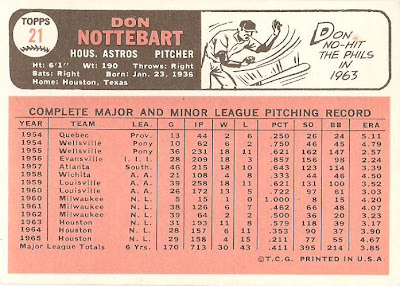 TOPPS
21
DON
NOTTEBART
HOUS. ASTROS PITCHER
Ht: 6'1" Wt: 190 Throws: Right
Bats: Right Born: Jan. 23, 1936
Home: Houston, Texas
DON
NO-HIT
THE PHILS
IN
1963
COMPLETE MAJOR AND MINOR LEAGUE PITCHING RECORD
YEAR TEAM LEA. G IP W L PCT SO BB ERA
1954 Quebec Prov. 13 44 2 6 .250 26 24 5.11
1954 Wellsville Pony 10 62 6 2 .750 46 45 4.79
1955 Wellsville Pony 36 231 18 11 .621 162 147 2.57
1956 Evansville I.I.I. 28 209 18 3 .857 156 98 2.24
1957 Atlanta South. 46 215 18 10 .643 123 114 3.39
1958 Wichita A.A. 21 108 44 46 4.50
1959 Louisville A.A. 39 258 18 11 .621 131 100 3.52
1960 Louisville A.A. 26 172 13 5 .722 97 61 3.03
1960 Milwaukee N.L. 5 15 1 0 1.000 8 15 4.20
1961 Milwaukee N.L. 38 126 6 7 .462 66 48 4.07
1962 Milwaukee N.L. 39 64 2 2 .500 36 20 3.23
1963 Houston N.L. 31 193 11 8 .579 118 39 3.17
1964 Houston N.L. 28 157 6 11 .353 90 37 3.90
1965 Houston N.L. 29 158 4 15 .211 77 55 4.67
Major League Totals 6 Yrs. 170 713 30 43 .411 395 214 3.85
©T.C.G. PRINTED IN U.S.A